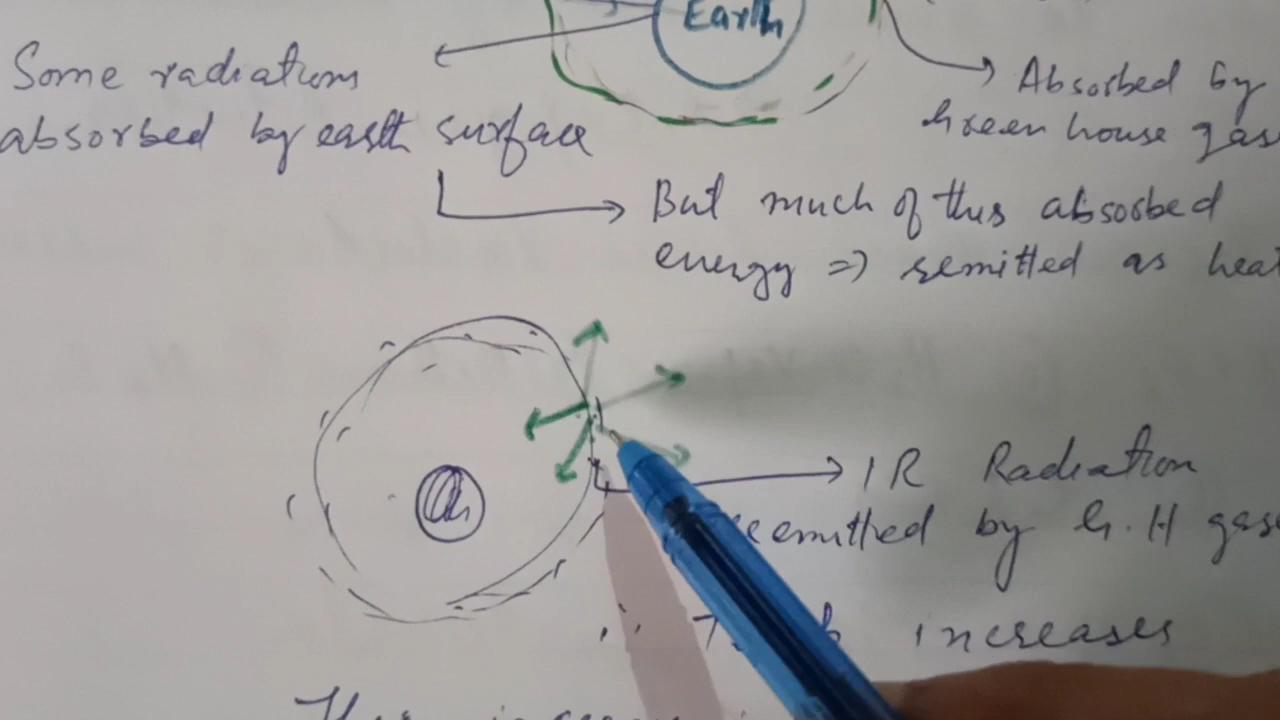 Earth
Some radiations
absorbed by earth surface
Absorbed by
Green house gas
But much of this absorbed
energy => remitted as heat
IR Radiation
reemitted by G.H gas
∴ increases